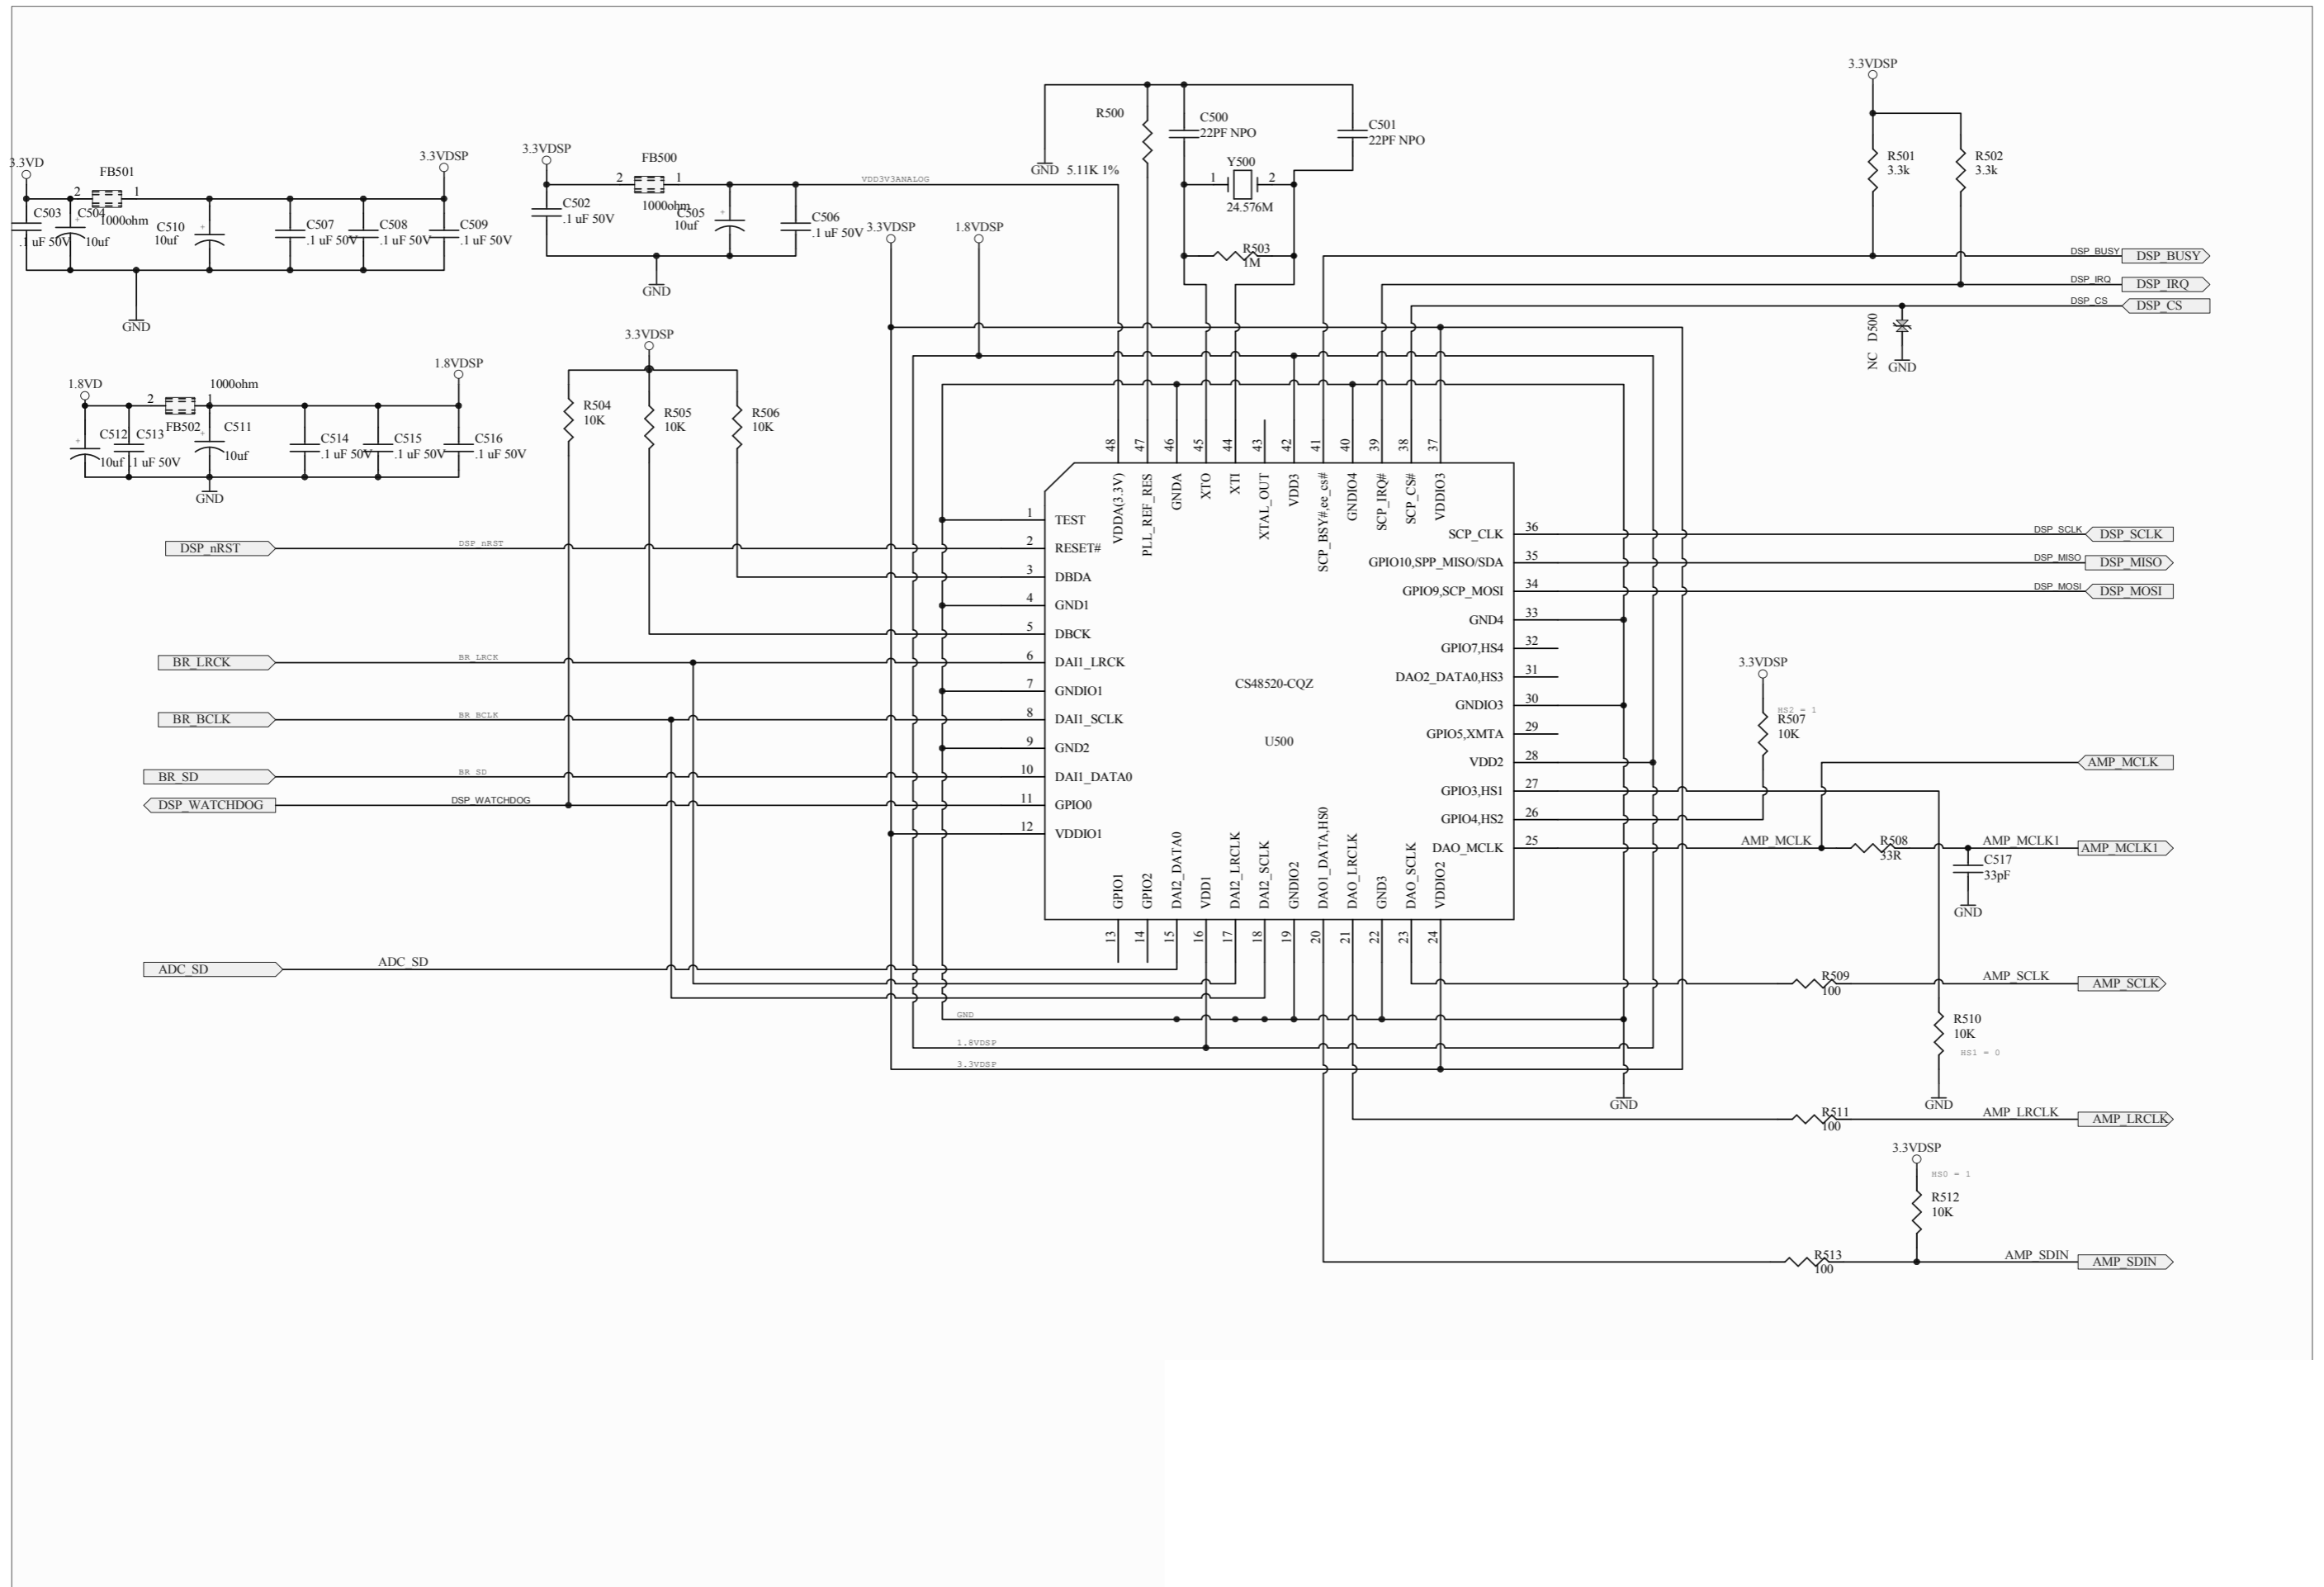 3.3VDSP
R500
C500
22PF NPO
C501
22PF NPO
GND
5.11K 1%
Y500
1
2
24.576M
R503
1M
R501
3.3k
R502
3.3k
3.3VD
FB501
2
1
1000ohm
3.3VDSP
C503
.1 uF 50V
C504
10uf
C510
10uf
C507
.1 uF 50V
C508
.1 uF 50V
C509
.1 uF 50V
GND
3.3VDSP
FB500
2
1
1000ohm
VDD3V3ANALOG
C502
.1 uF 50V
C505
10uf
C506
.1 uF 50V
GND
3.3VDSP
1.8VDSP
DSP_BUSY
DSP_BUSY
DSP_IRQ
DSP_IRQ
DSP_CS
DSP_CS
NC D500
GND
1.8VD
1000ohm
2
1
FB502
1.8VDSP
C512
10uf
C513
.1 uF 50V
C511
10uf
C514
.1 uF 50V
C515
.1 uF 50V
C516
.1 uF 50V
GND
3.3VDSP
R504
10K
R505
10K
R506
10K
48
47
46
45
44
43
42
41
40
39
38
37
VDDA(3.3V)
PLL_REF_RES
GNDA
XTO
XTI
XTAL_OUT
VDD3
SCP_BSY#,ee_cs#
GNDIO4
SCP_IRQ#
SCP_CS#
VDDIO3
1
TEST
DSP_nRST
DSP_nRST
2
RESET#
3
DBDA
4
GND1
5
DBCK
BR_LRCK
BR_LRCK
6
DAI1_LRCK
7
GNDIO1
BR_BCLK
BR_BCLK
8
DAI1_SCLK
9
GND2
BR_SD
BR_SD
10
DAI1_DATA0
DSP_WATCHDOG
DSP_WATCHDOG
11
GPIO0
12
VDDIO1
CS48520-CQZ
U500
SCP_CLK
36
DSP_SCLK
DSP_SCLK
GPIO10,SPP_MISO/SDA
35
DSP_MISO
DSP_MISO
GPIO9,SCP_MOSI
34
DSP_MOSI
DSP_MOSI
GND4
33
GPIO7,HS4
32
DAO2_DATA0,HS3
31
GNDIO3
30
GPIO5,XMTA
29
VDD2
28
GPIO3,HS1
27
GPIO4,HS2
26
DAO_MCLK
25
3.3VDSP
HS2 = 1
R507
10K
AMP_MCLK
AMP_MCLK
R508
33R
AMP_MCLK1
AMP_MCLK1
C517
33pF
GND
GPIO1
GPIO2
DAI2_DATA0
VDD1
DAI2_LRCLK
DAI2_SCLK
GNDIO2
DAO1_DATA,HS0
DAO_LRCLK
GND3
DAO_SCLK
VDDIO2
13
14
15
16
17
18
19
20
21
22
23
24
ADC_SD
ADC_SD
GND
1.8VDSP
3.3VDSP
R509
100
AMP_SCLK
AMP_SCLK
R510
10K
HS1 = 0
GND
GND
R511
100
AMP_LRCLK
AMP_LRCLK
3.3VDSP
HS0 = 1
R512
10K
R513
100
AMP_SDIN
AMP_SDIN